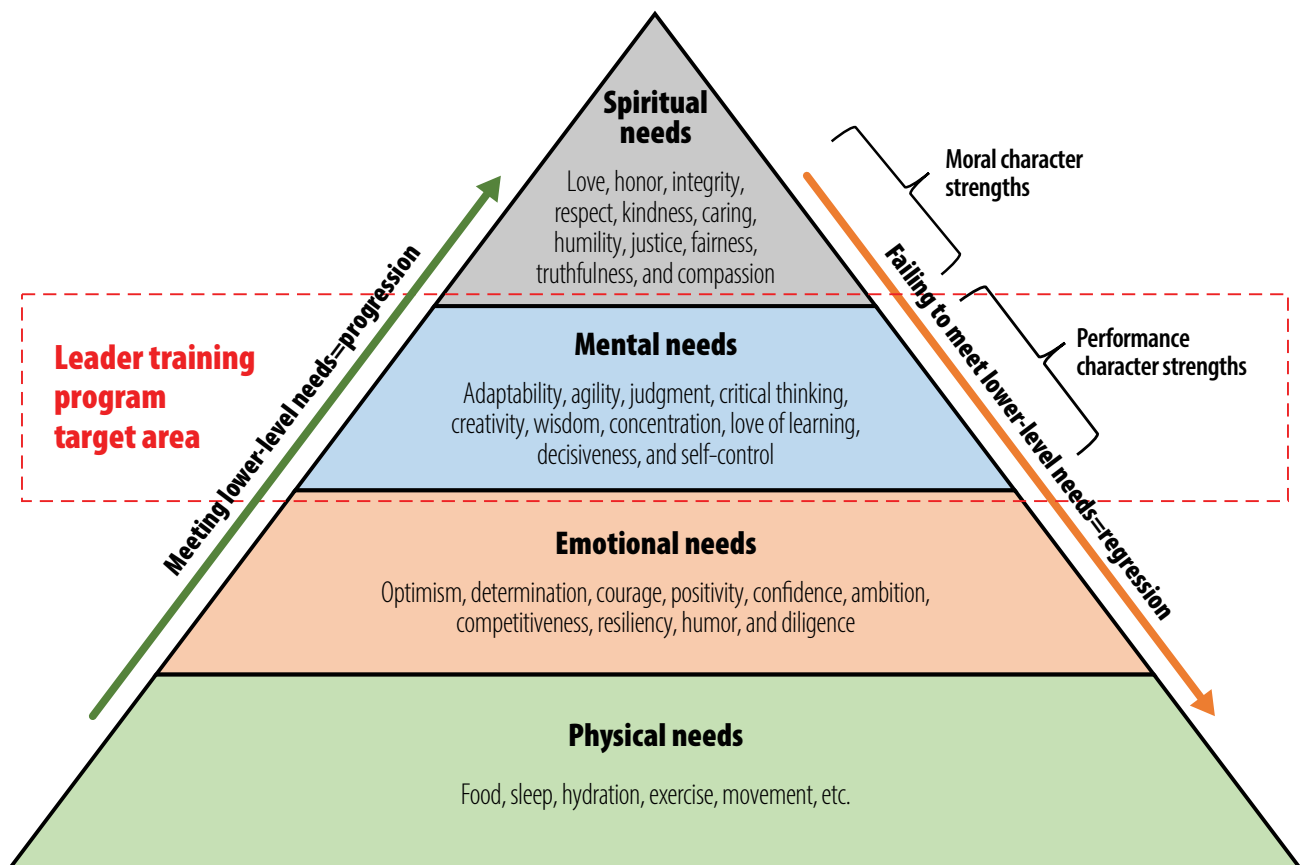 Spiritual
needs
Love, honor, integrity,
respect, kindness, caring,
humility, justice, fairness,
truthfulness, and compassion
Moral character
strengths
Meeting lower-level needs=progression
Failing to meet lower-level needs=regression
Leader training
program
target area
Mental needs
Adaptability, agility, judgment, critical thinking,
creativity, wisdom, concentration, love of learning,
decisiveness, and self-control
Performance
character strengths
Emotional needs
Optimism, determination, courage, positivity, confidence, ambition,
competitiveness, resiliency, humor, and diligence
Physical needs
Food, sleep, hydration, exercise, movement, etc.